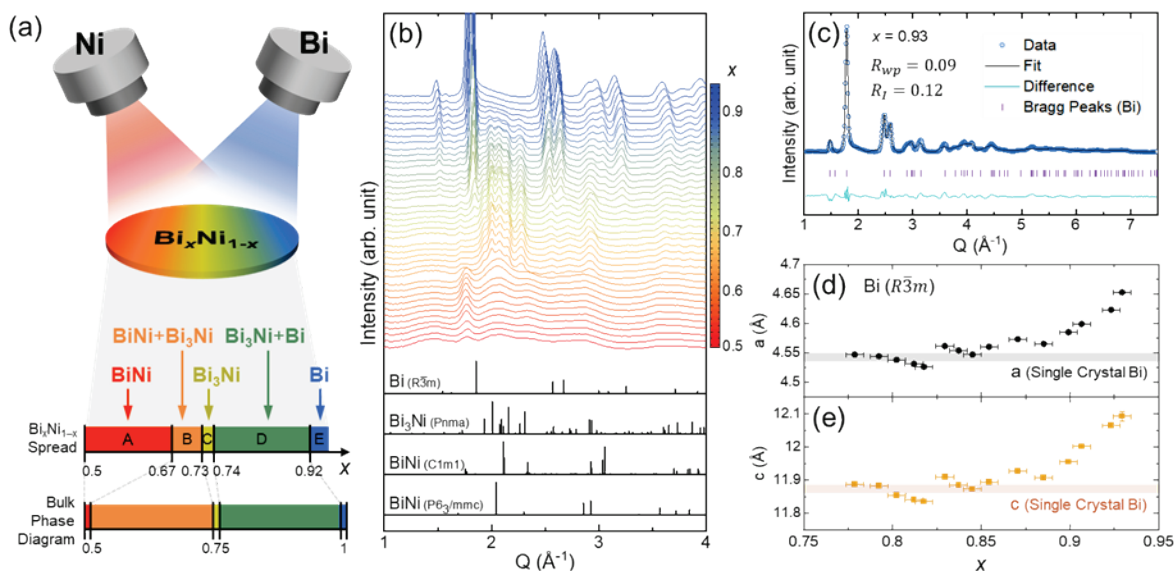 (a)
Ni
Bi
BiₓNi₁₋ₓ
BiNi+Bi₃Ni
Bi₃Ni+Bi
BiNi
Bi₃Ni
Bi
BiₓNi₁₋ₓ
Spread
A
B
C
D
E
x
0.5
0.67
0.73
0.74
0.92
Bulk
Phase
Diagram
0.5
0.75
1
(b)
Intensity (arb. unit)
x
0.9
0.8
0.7
0.6
0.5
Bi (R3̅m)
Bi₃Ni (Pnma)
BiNi (C1m1)
BiNi (P6₃/mmc)
1 2 3 4
Q (Å⁻¹)
(c)
x = 0.93
R_wp = 0.09
R_I = 0.12
Data
Fit
Difference
Bragg Peaks (Bi)
Intensity (arb. unit)
1 2 3 4 5 6 7
Q (Å⁻¹)
(d)
Bi (R3̅m)
a (Å)
4.7
4.65
4.6
4.55
4.5
a (Single Crystal Bi)
(e)
c (Å)
12.1
12
11.9
11.8
c (Single Crystal Bi)
0.75 0.8 0.85 0.9 0.95
x